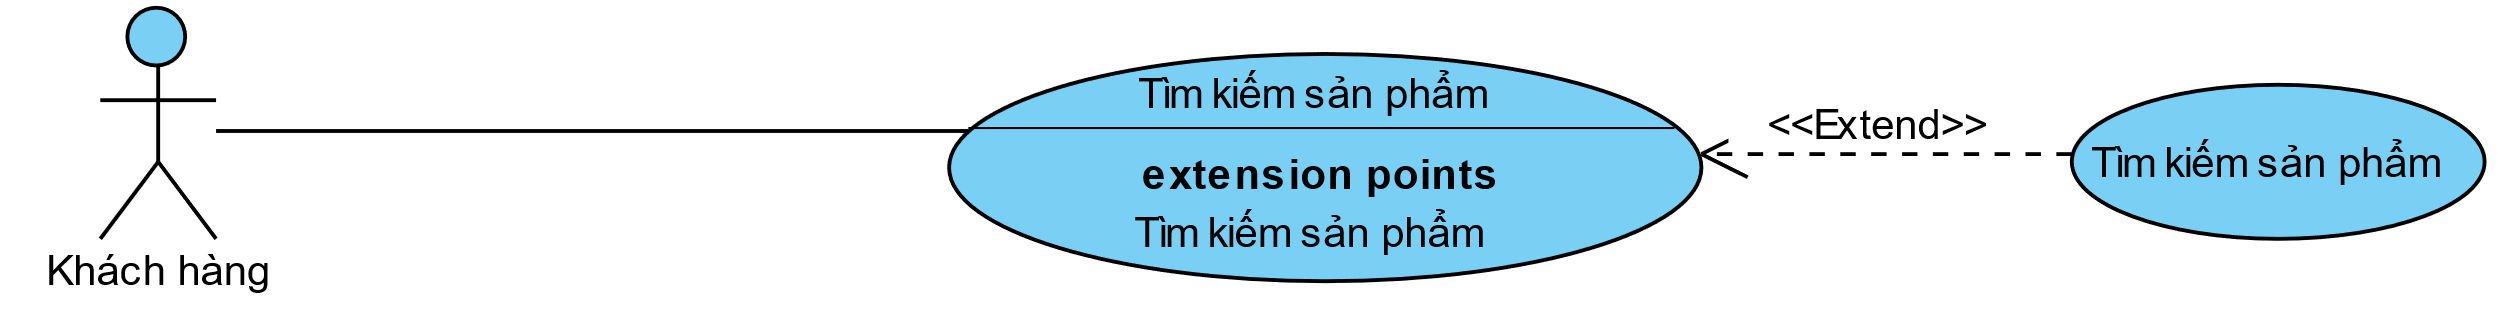 Tìm kiếm sản phẩm
extension points
Tìm kiếm sản phẩm
<<Extend>>
Tìm kiếm sản phẩm
Khách hàng